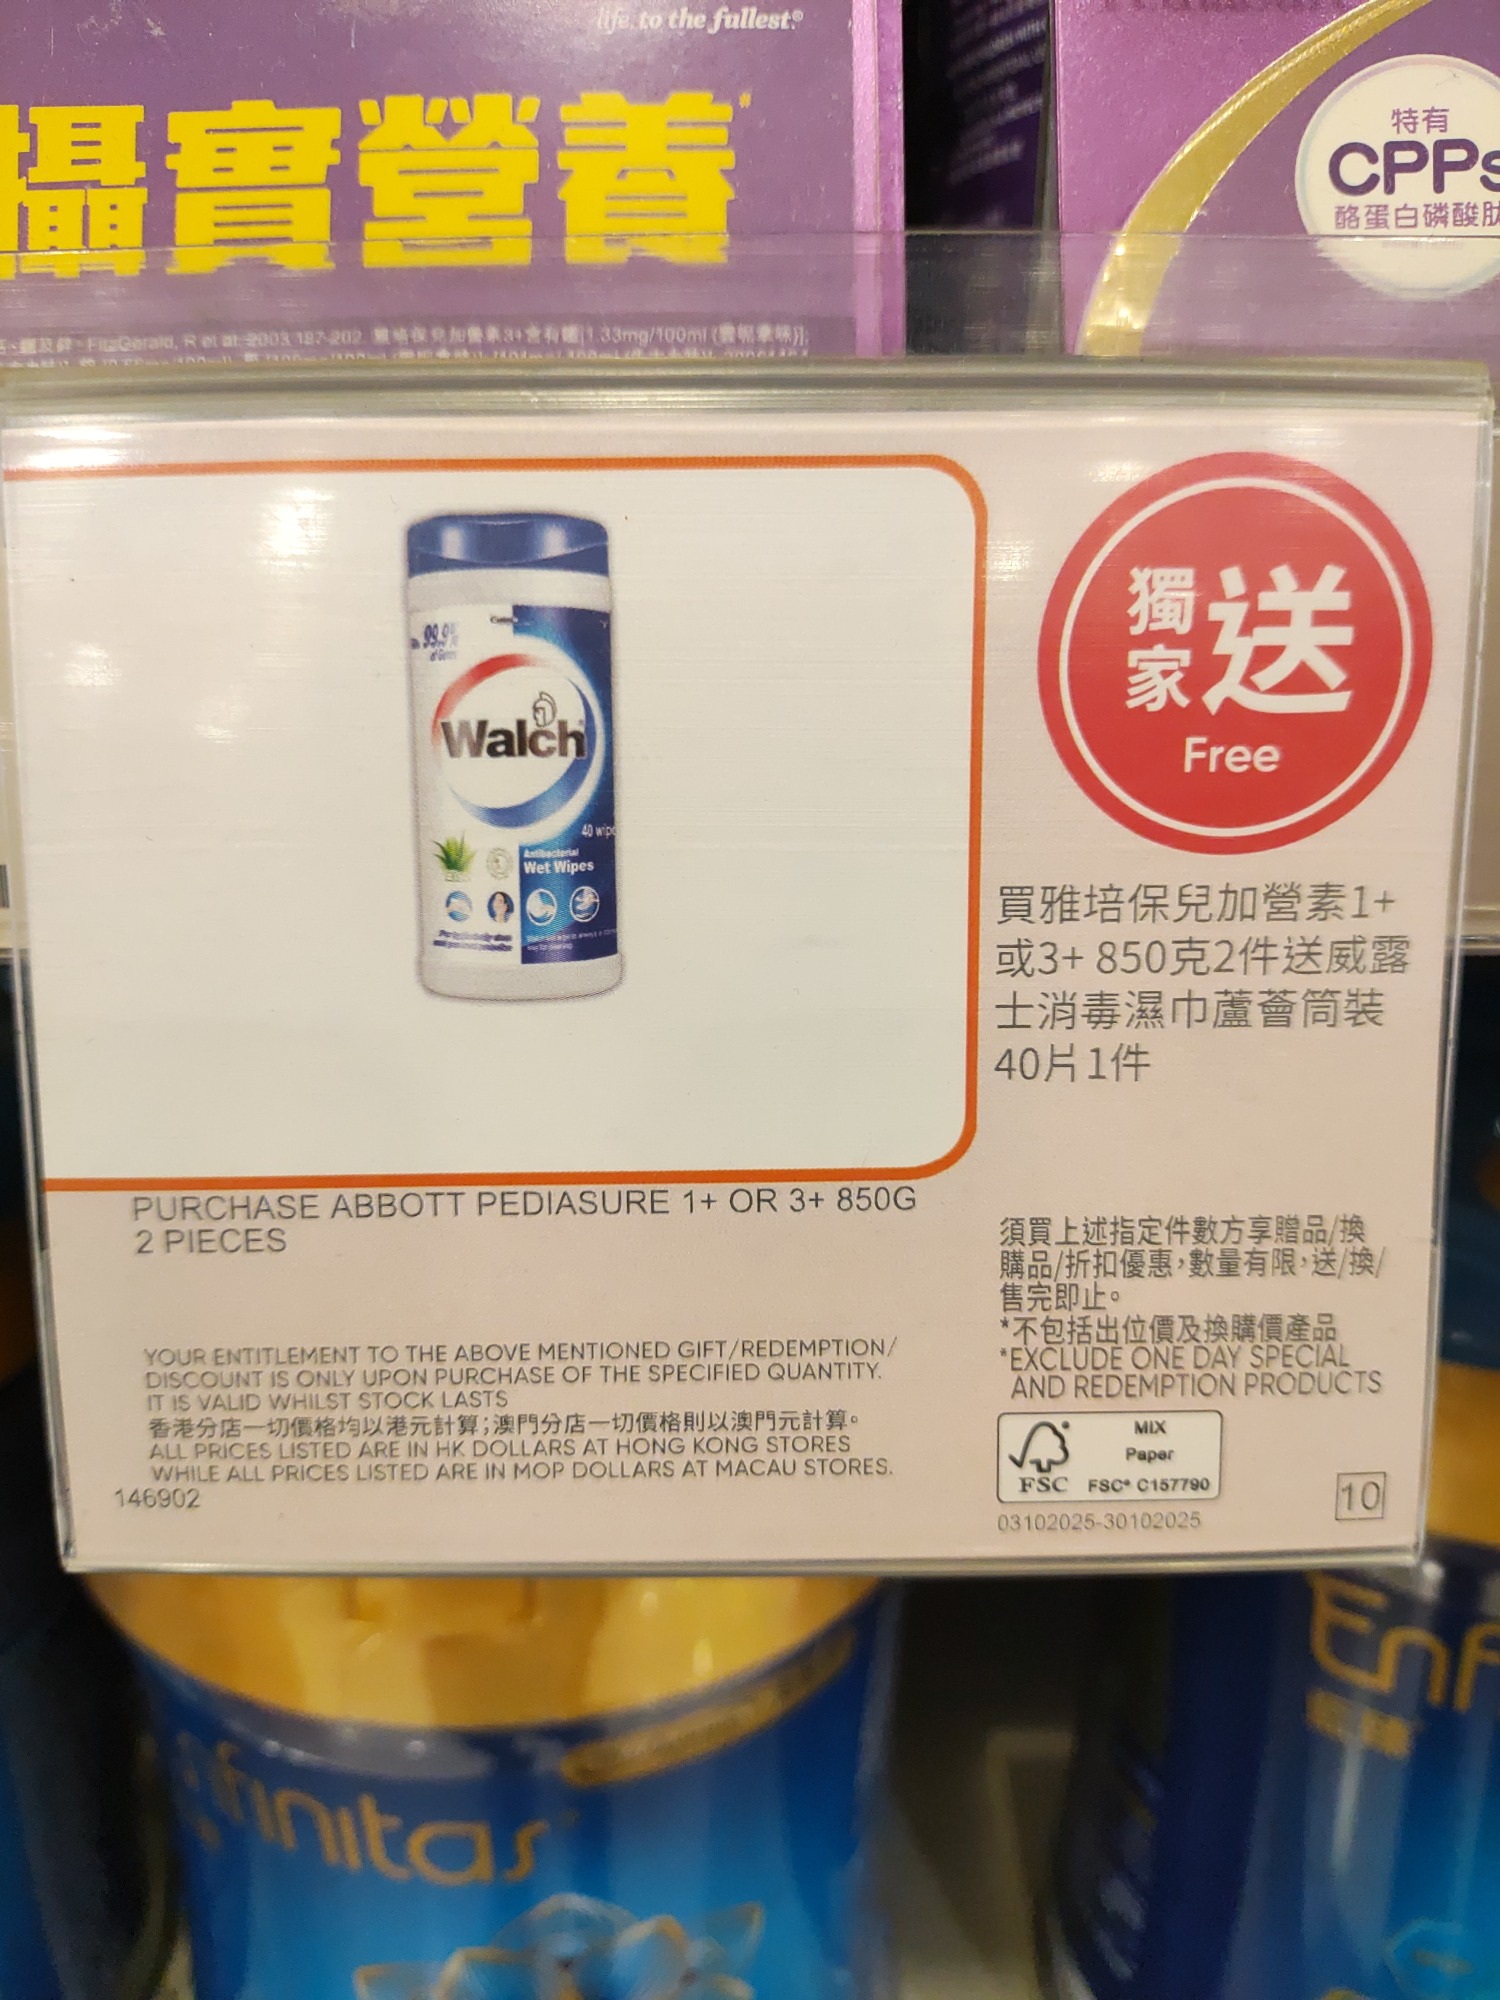 life. to the fullest®
攝實營養*
特有
CPPs
酪蛋白磷酸肽
99.9%
of Germs
Walch
40 wipes
Antibacterial
Wet Wipes
獨家送
Free
買雅培保兒加營素1+
或3+ 850克2件送威露
士消毒濕巾蘆薈筒裝
40片1件
PURCHASE ABBOTT PEDIASURE 1+ OR 3+ 850G
2 PIECES
須買上述指定件數方享贈品/換
購品/折扣優惠，數量有限，送/換/
售完即止。
*不包括出位價及換購價產品
*EXCLUDE ONE DAY SPECIAL
AND REDEMPTION PRODUCTS
YOUR ENTITLEMENT TO THE ABOVE MENTIONED GIFT/REDEMPTION/
DISCOUNT IS ONLY UPON PURCHASE OF THE SPECIFIED QUANTITY.
IT IS VALID WHILST STOCK LASTS
香港分店一切價格均以港元計算；澳門分店一切價格則以澳門元計算。
ALL PRICES LISTED ARE IN HK DOLLARS AT HONG KONG STORES
WHILE ALL PRICES LISTED ARE IN MOP DOLLARS AT MACAU STORES.
146902
FSC
MIX
Paper
FSC® C157790
03102025-30102025
10
Enfinitas
Enf